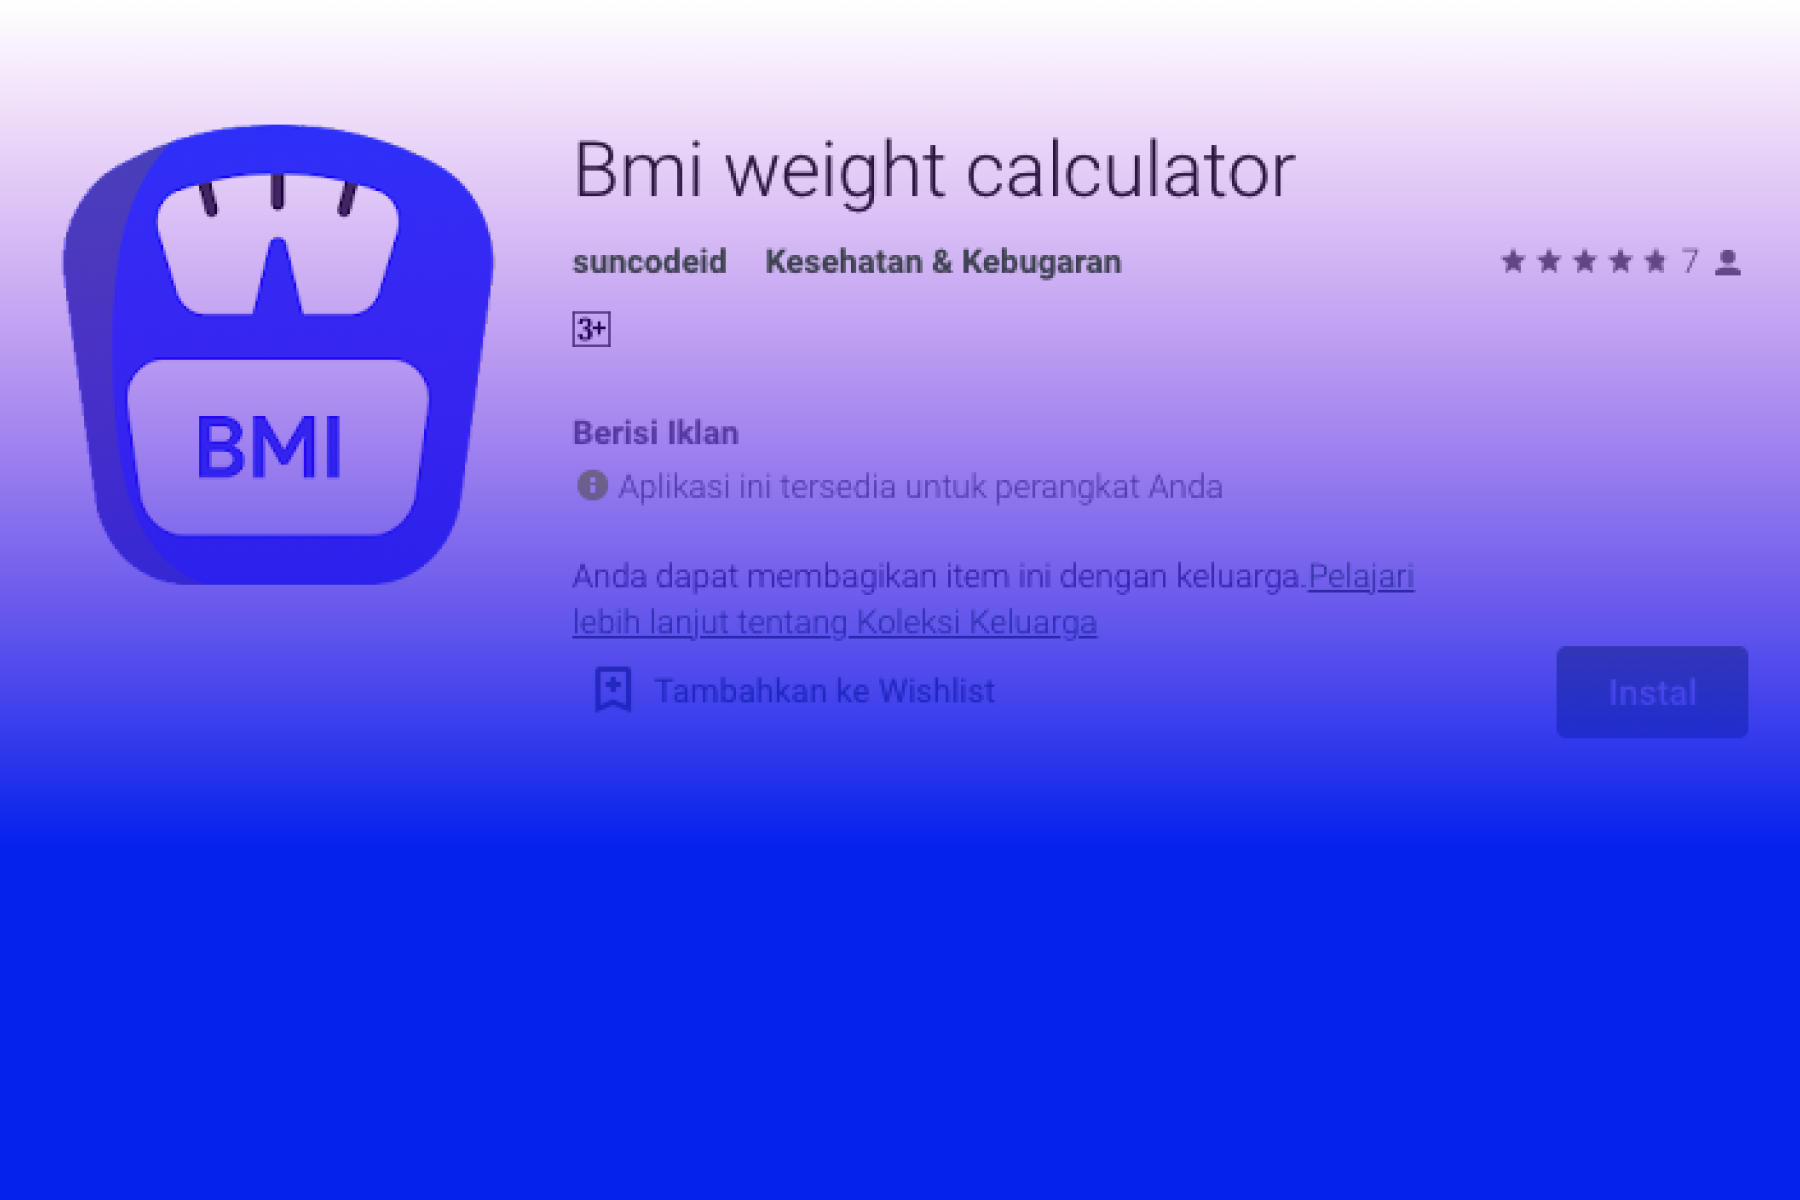 Bmi weight calculator
suncodeid Kesehatan & Kebugaran 7
3+
BMI
Berisi Iklan
Aplikasi ini tersedia untuk perangkat Anda
Anda dapat membagikan item ini dengan keluarga.Pelajari
lebih lanjut tentang Koleksi Keluarga
Tambahkan ke Wishlist
Instal